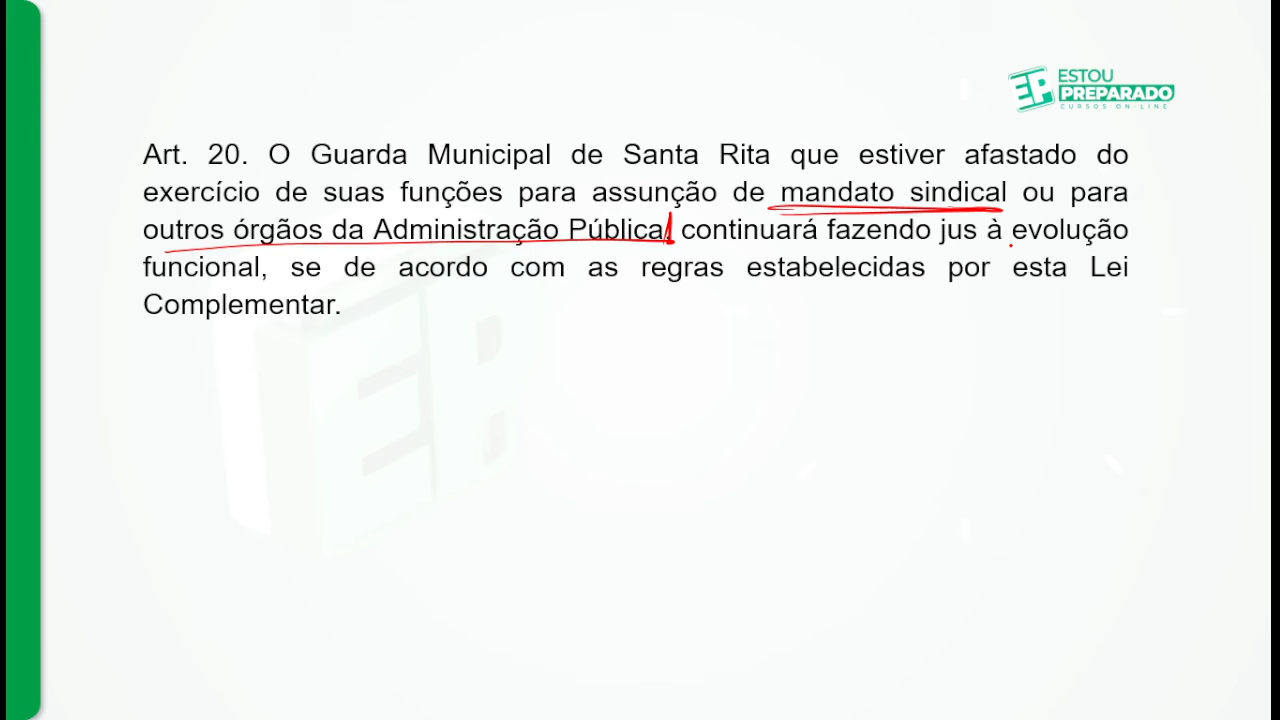 ESTOU
PREPARADO
CURSOS ON-LINE
Art. 20. O Guarda Municipal de Santa Rita que estiver afastado do
exercício de suas funções para assunção de mandato sindical ou para
outros órgãos da Administração Pública, continuará fazendo jus à evolução
funcional, se de acordo com as regras estabelecidas por esta Lei
Complementar.